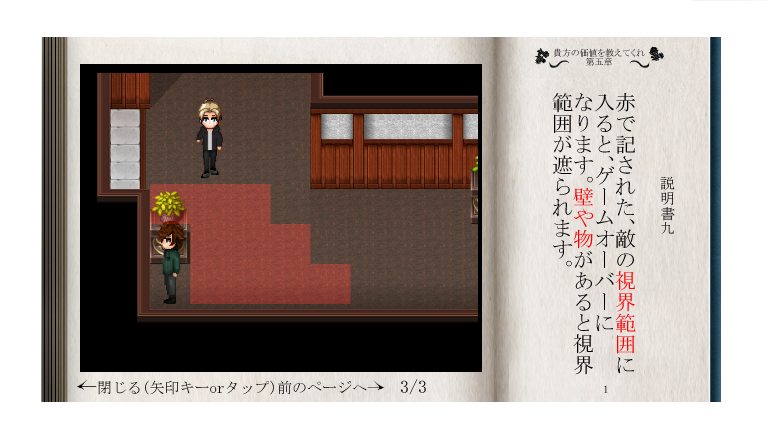 貴方の価値を教えてくれ
第五章
説明書九
赤で記された、敵の視界範囲に
入ると、ゲームオーバーに
なります。壁や物があると視界
範囲が遮られます。
1
←閉じる(矢印キーorタップ)前のページへ→ 3/3